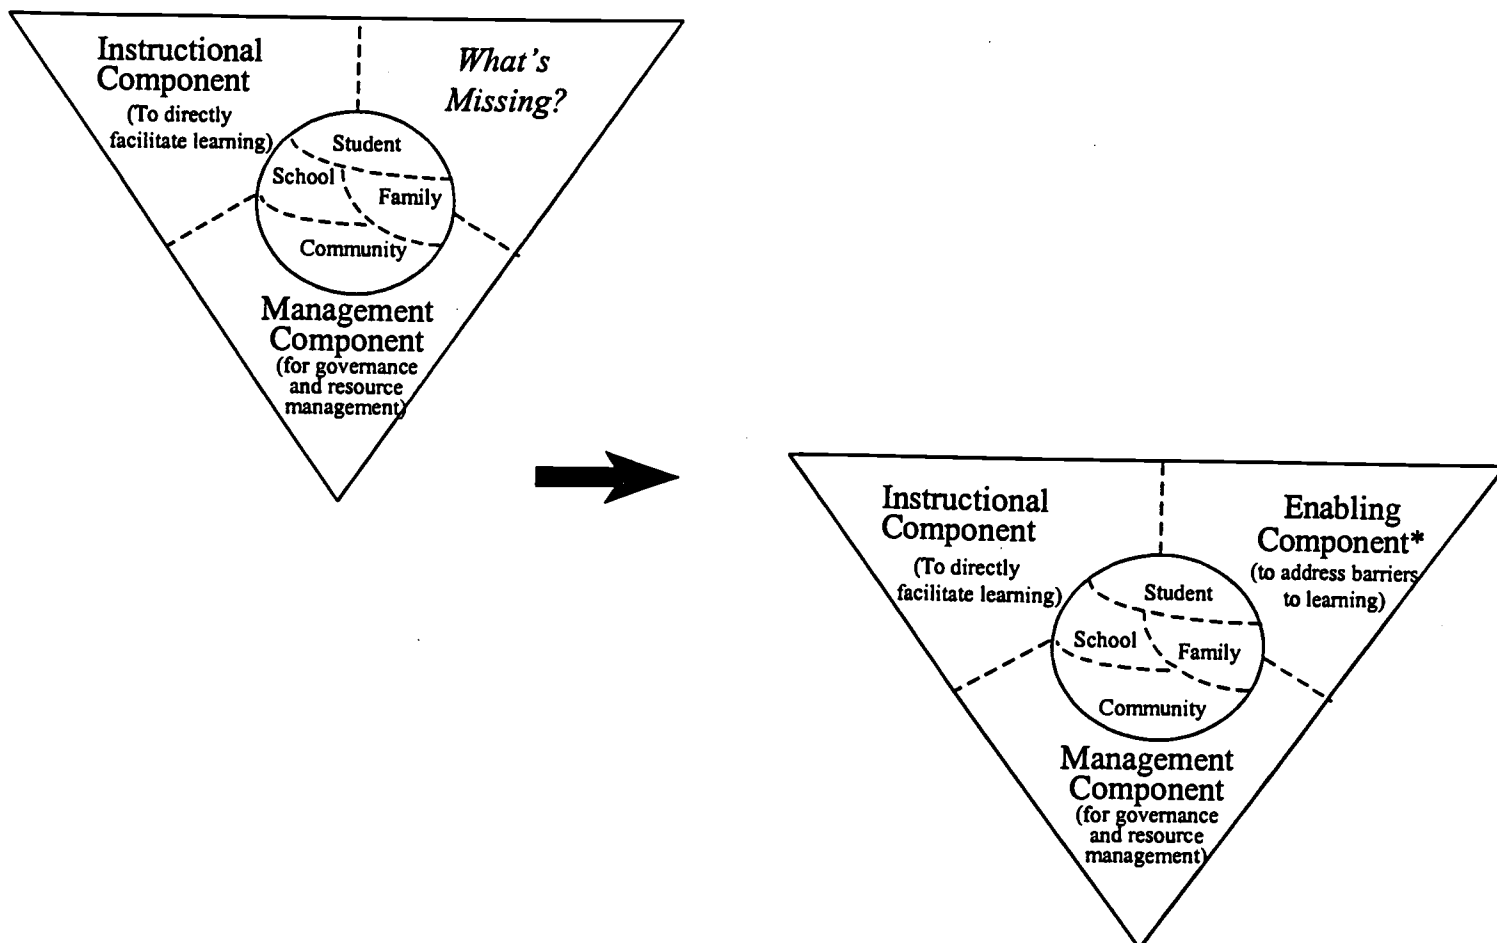 Instructional
Component
(To directly
facilitate learning)
What's
Missing?
Student
School
Family
Community
Management
Component
(for governance
and resource
management)
Instructional
Component
(To directly
facilitate learning)
Enabling
Component*
(to address barriers
to learning)
Student
School
Family
Community
Management
Component
(for governance
and resource
management)